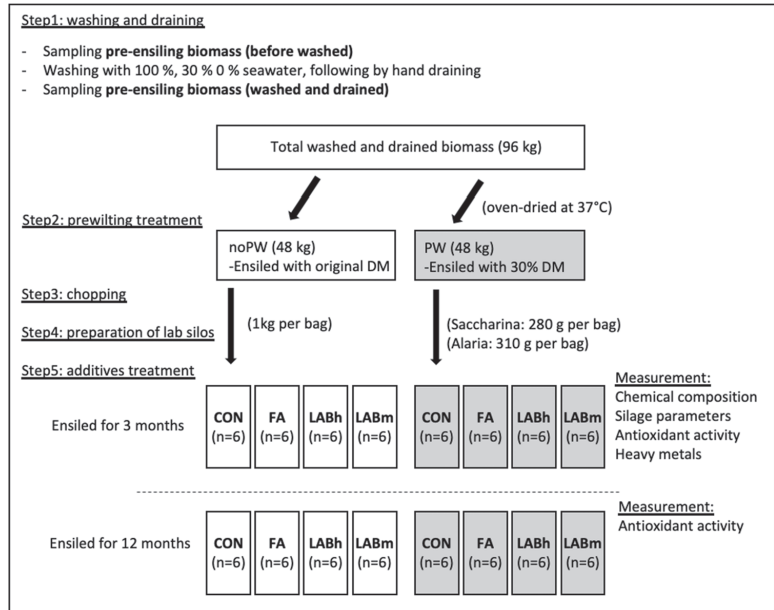 Step1: washing and draining
- Sampling pre-ensiling biomass (before washed)
- Washing with 100 %, 30 % 0 % seawater, following by hand draining
- Sampling pre-ensiling biomass (washed and drained)
Total washed and drained biomass (96 kg)
(oven-dried at 37°C)
Step2: prewilting treatment
noPW (48 kg)
-Ensiled with original DM
PW (48 kg)
-Ensiled with 30% DM
Step3: chopping
Step4: preparation of lab silos
(1kg per bag)
(Saccharina: 280 g per bag)
(Alaria: 310 g per bag)
Step5: additives treatment
Ensiled for 3 months
CON FA LABh LABm CON FA LABh LABm
(n=6) (n=6) (n=6) (n=6) (n=6) (n=6) (n=6) (n=6)
Measurement:
Chemical composition
Silage parameters
Antioxidant activity
Heavy metals
Ensiled for 12 months
CON FA LABh LABm CON FA LABh LABm
(n=6) (n=6) (n=6) (n=6) (n=6) (n=6) (n=6) (n=6)
Measurement:
Antioxidant activity